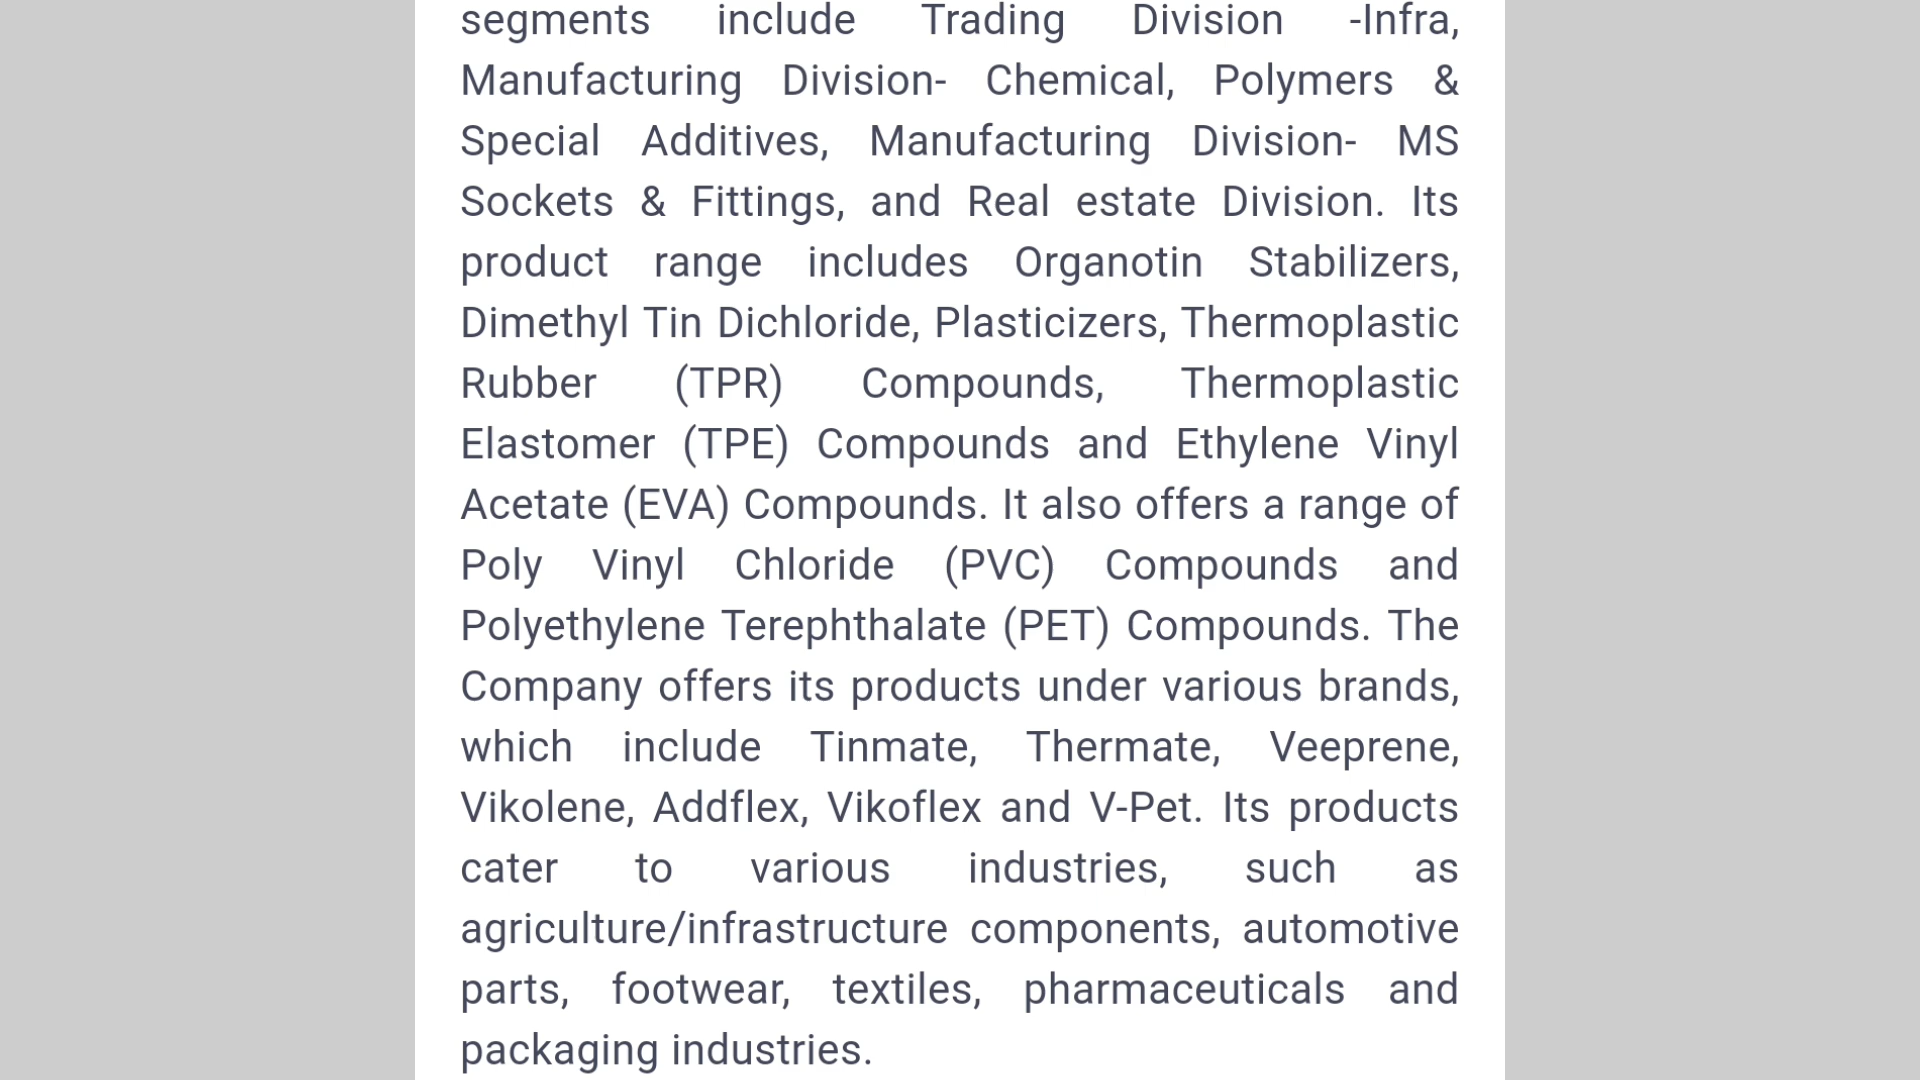 segments include Trading Division -Infra,
Manufacturing Division- Chemical, Polymers &
Special Additives, Manufacturing Division- MS
Sockets & Fittings, and Real estate Division. Its
product range includes Organotin Stabilizers,
Dimethyl Tin Dichloride, Plasticizers, Thermoplastic
Rubber (TPR) Compounds, Thermoplastic
Elastomer (TPE) Compounds and Ethylene Vinyl
Acetate (EVA) Compounds. It also offers a range of
Poly Vinyl Chloride (PVC) Compounds and
Polyethylene Terephthalate (PET) Compounds. The
Company offers its products under various brands,
which include Tinmate, Thermate, Veeprene,
Vikolene, Addflex, Vikoflex and V-Pet. Its products
cater to various industries, such as
agriculture/infrastructure components, automotive
parts, footwear, textiles, pharmaceuticals and
packaging industries.